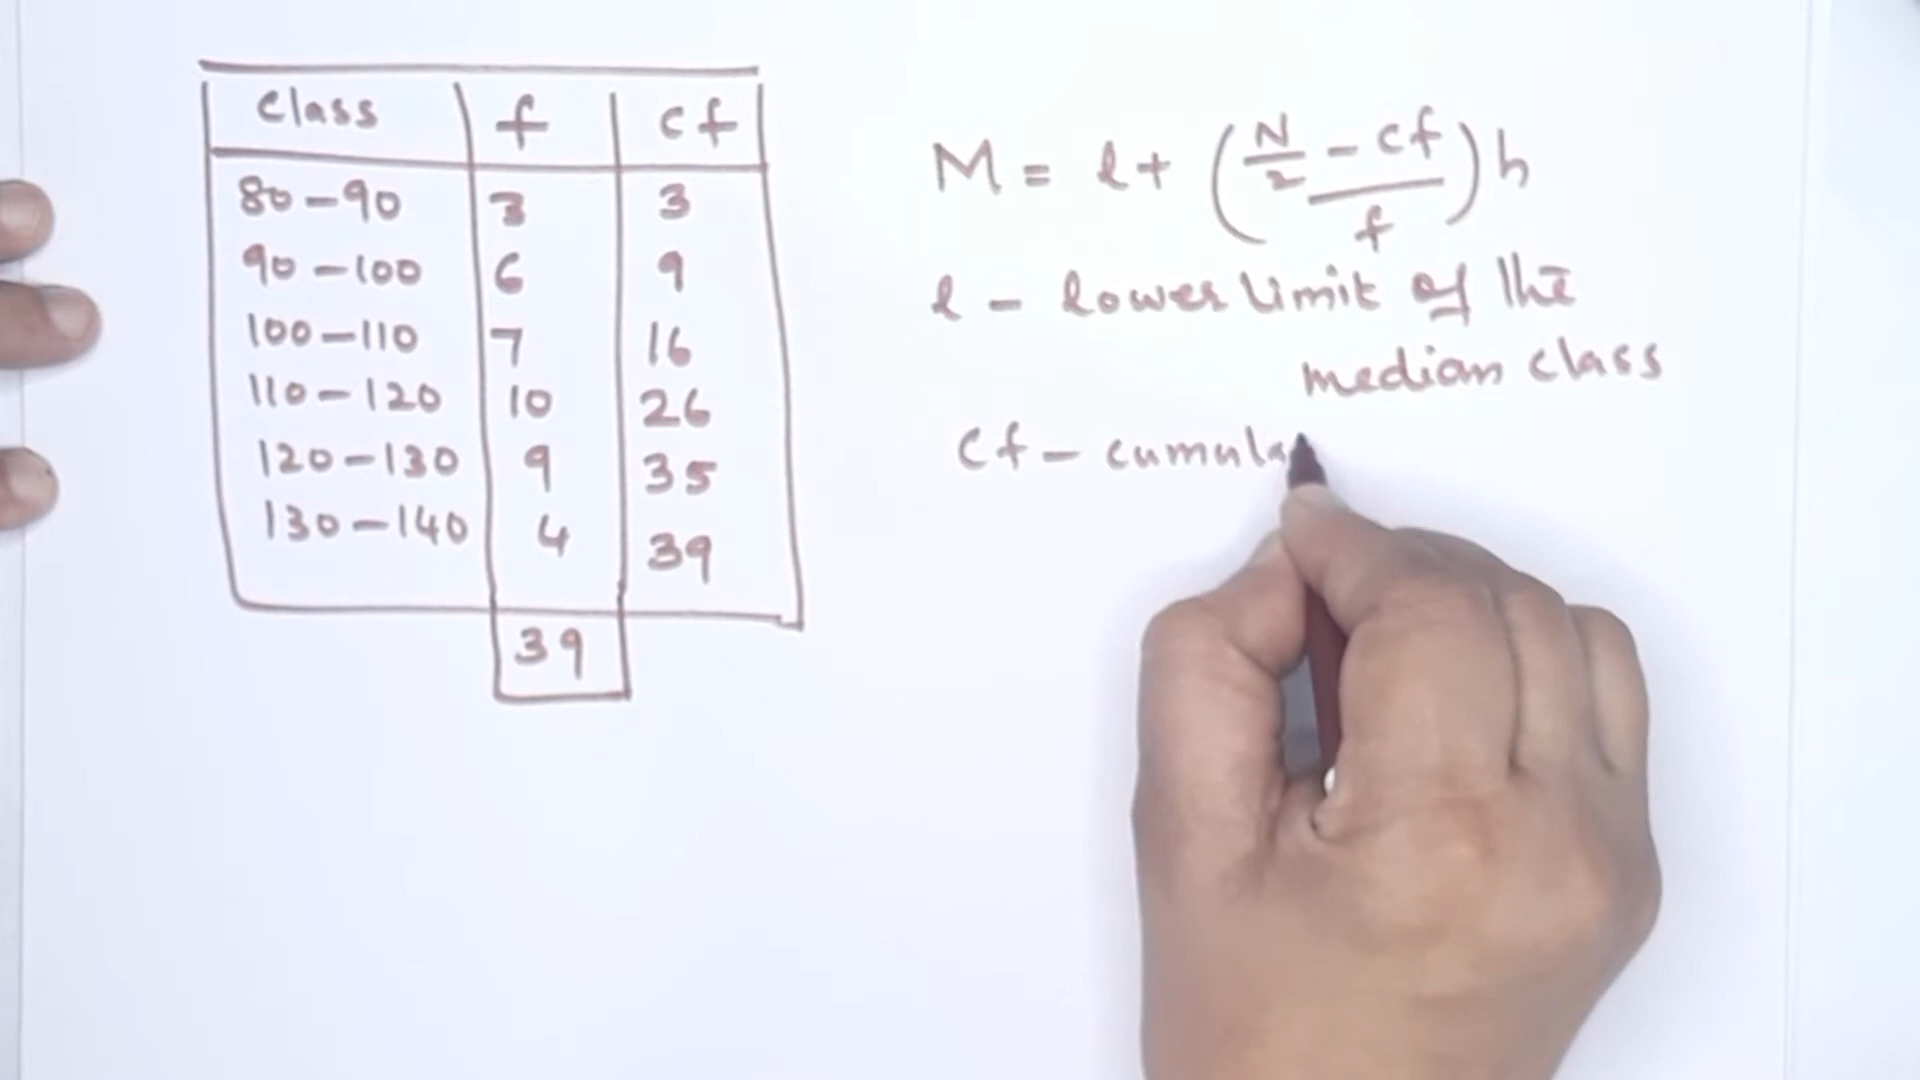 Class f cf
80-90 3 3
90-100 6 9
100-110 7 16
110-120 10 26
120-130 9 35
130-140 4 39
39
M = l + (N/2 - cf / f) h
l - lower limit of the
median class
cf - cumula